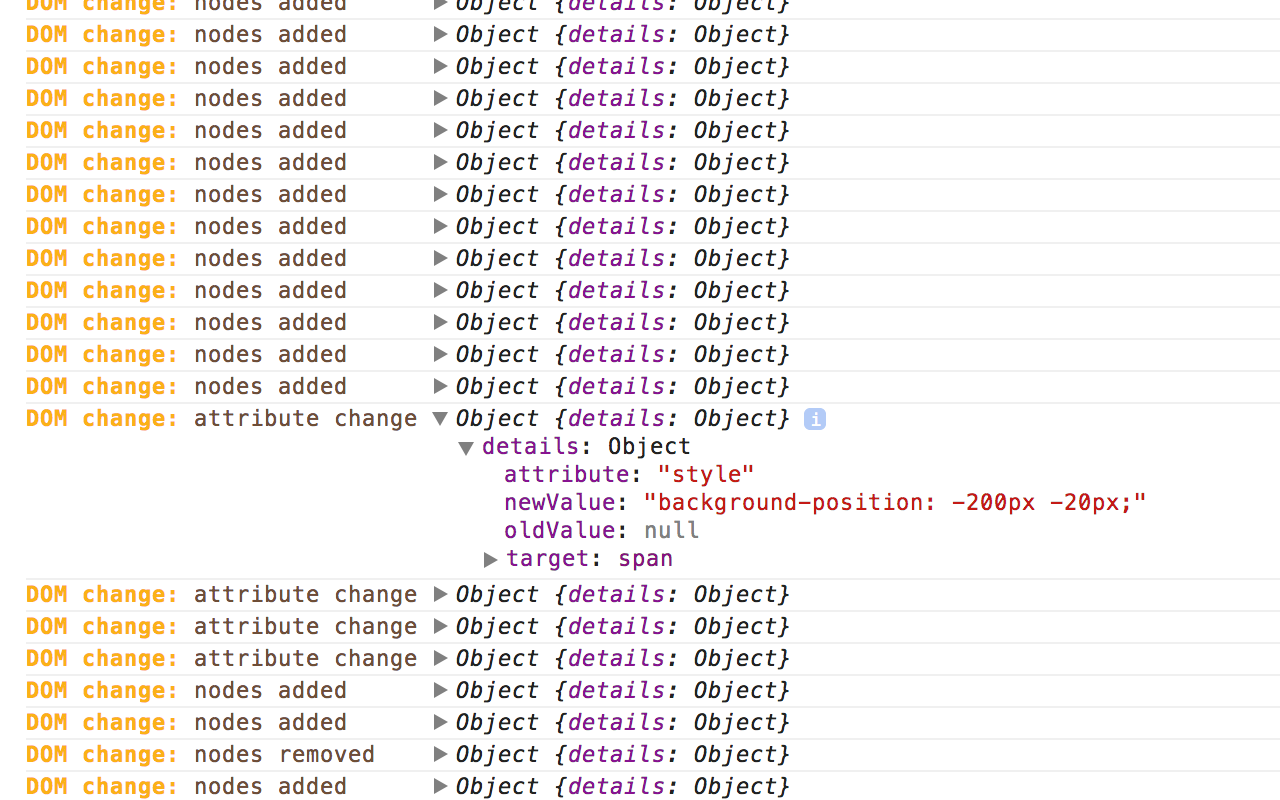 DOM change: nodes added ▶Object {details: Object}
DOM change: nodes added ▶Object {details: Object}
DOM change: nodes added ▶Object {details: Object}
DOM change: nodes added ▶Object {details: Object}
DOM change: nodes added ▶Object {details: Object}
DOM change: nodes added ▶Object {details: Object}
DOM change: nodes added ▶Object {details: Object}
DOM change: nodes added ▶Object {details: Object}
DOM change: nodes added ▶Object {details: Object}
DOM change: nodes added ▶Object {details: Object}
DOM change: nodes added ▶Object {details: Object}
DOM change: nodes added ▶Object {details: Object}
DOM change: nodes added ▶Object {details: Object}
DOM change: attribute change ▼Object {details: Object} i
▼details: Object
attribute: "style"
newValue: "background-position: -200px -20px;"
oldValue: null
▶target: span
DOM change: attribute change ▶Object {details: Object}
DOM change: attribute change ▶Object {details: Object}
DOM change: attribute change ▶Object {details: Object}
DOM change: nodes added ▶Object {details: Object}
DOM change: nodes added ▶Object {details: Object}
DOM change: nodes removed ▶Object {details: Object}
DOM change: nodes added ▶Object {details: Object}